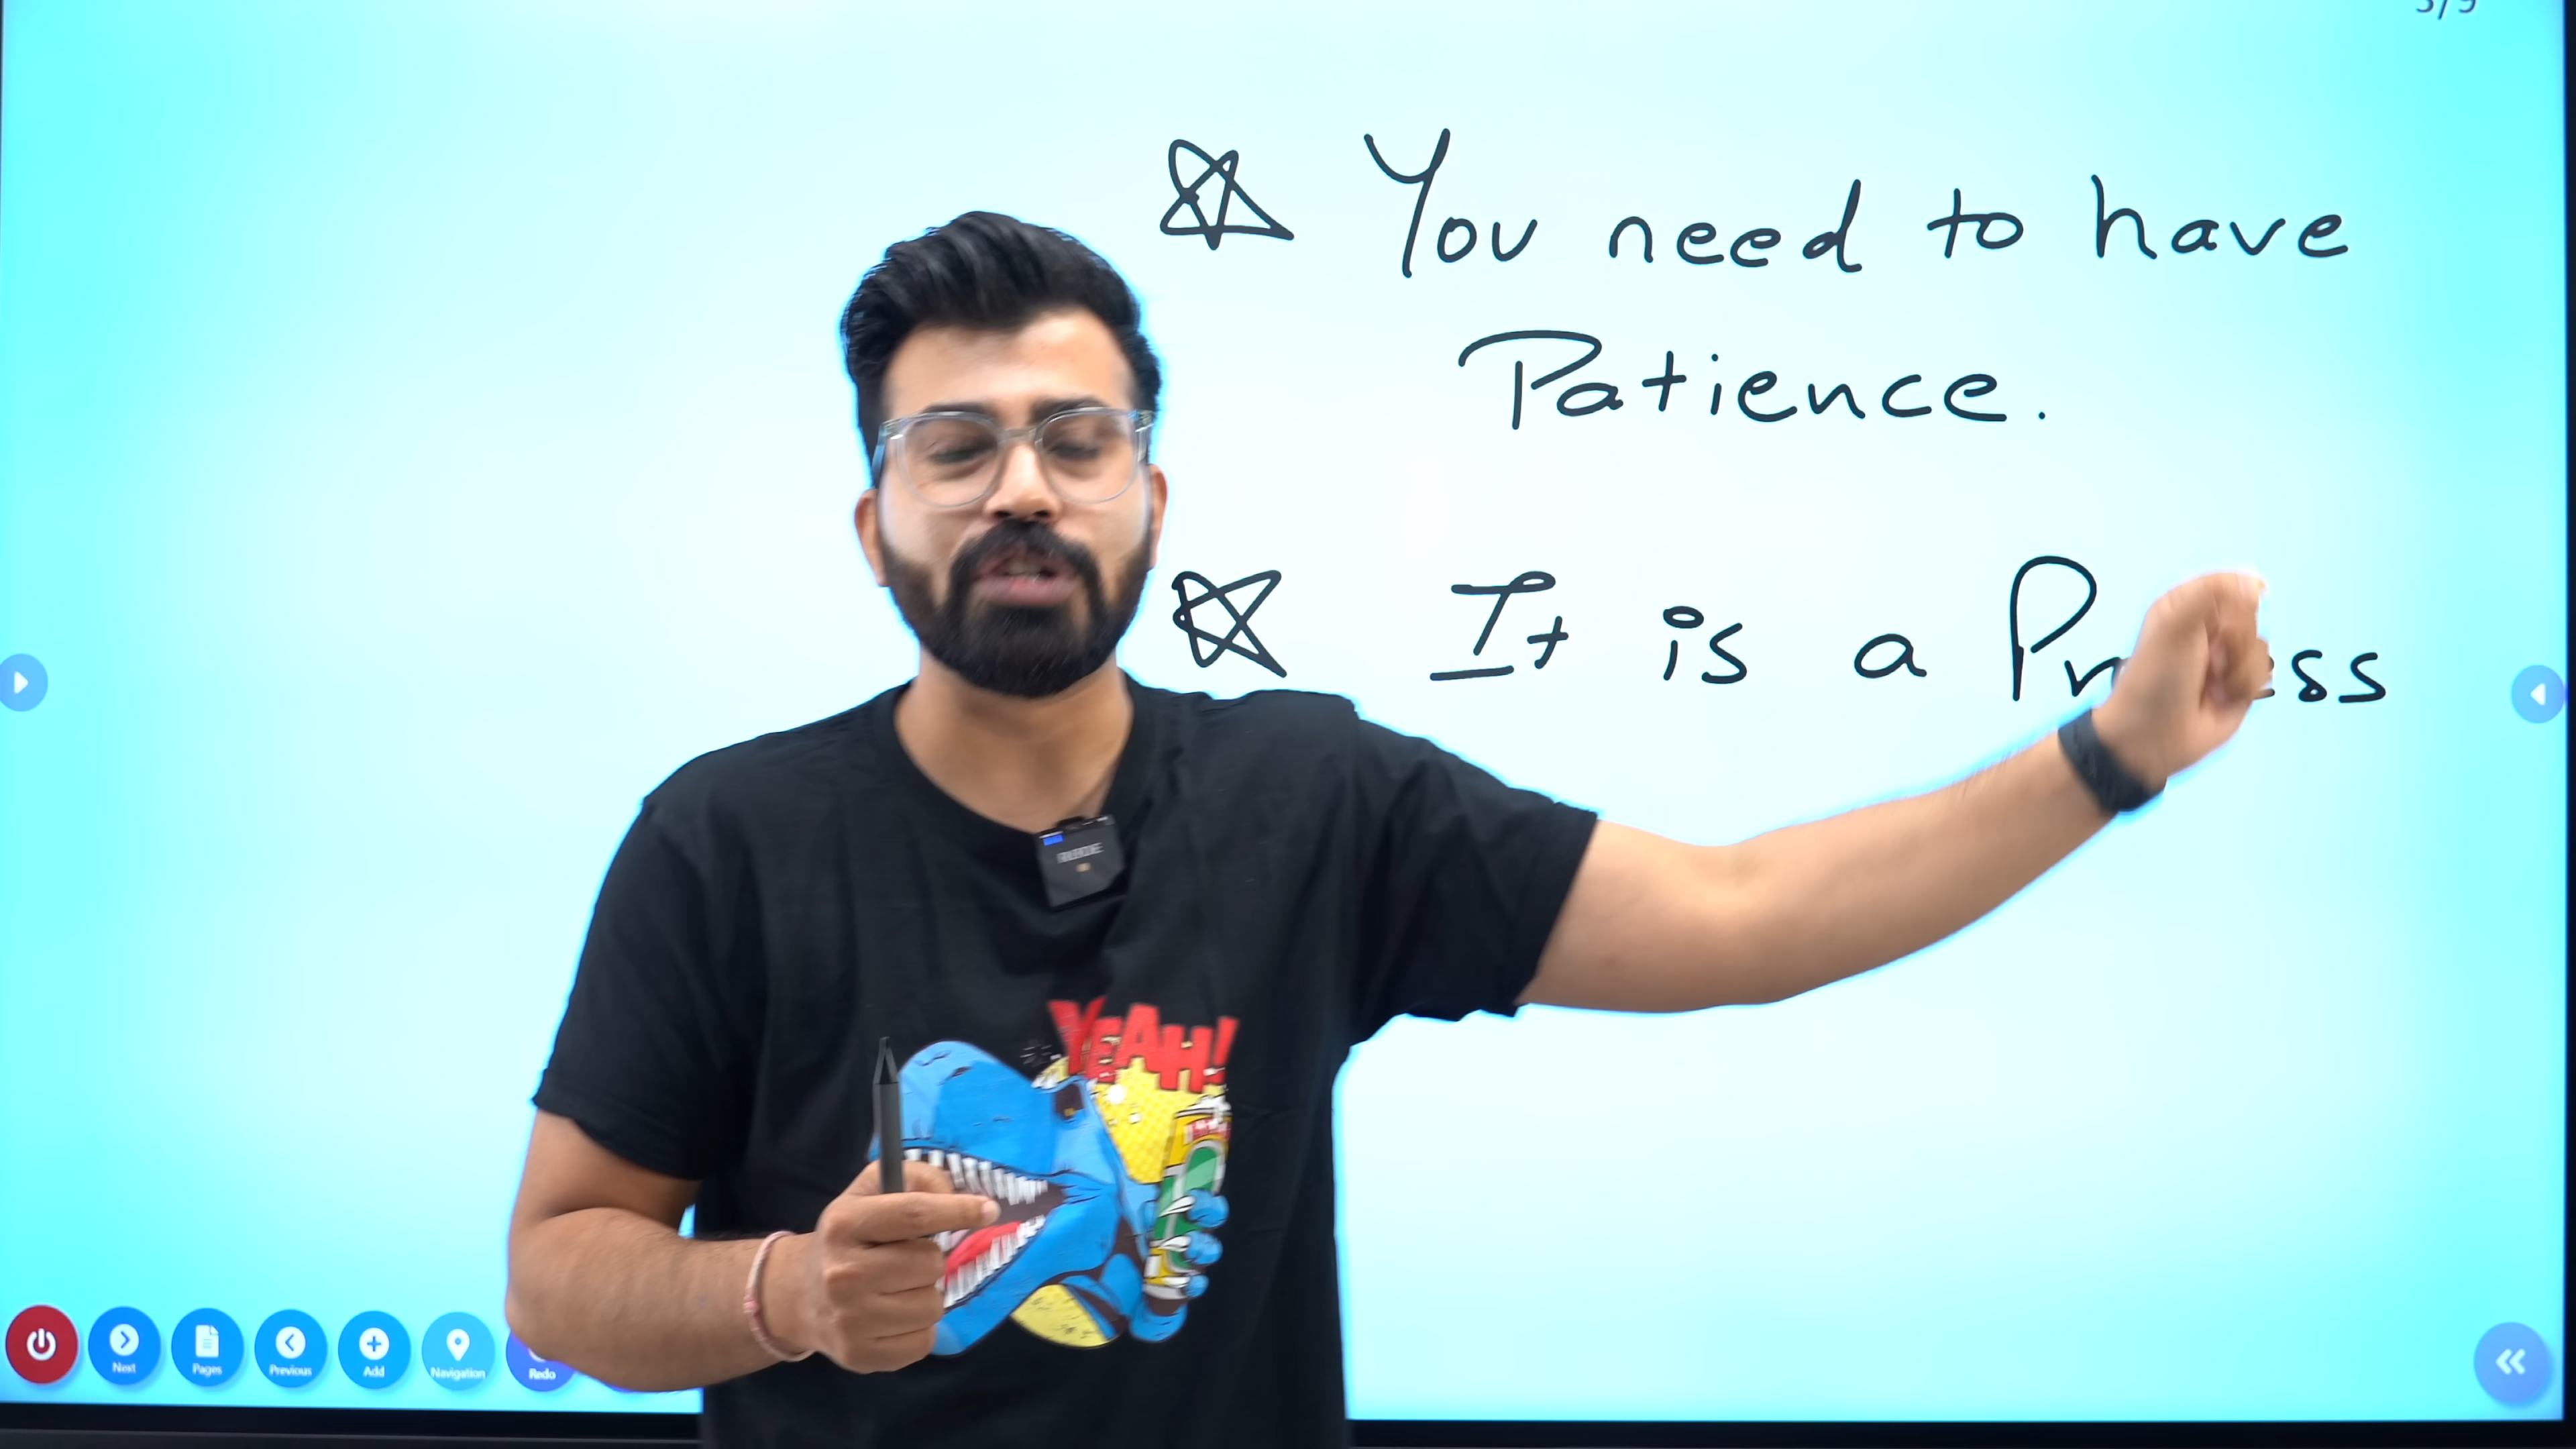 You need to have
Patience.
It is a
YEAH!
Next
Pages
Previous
Add
Navigation
Redo